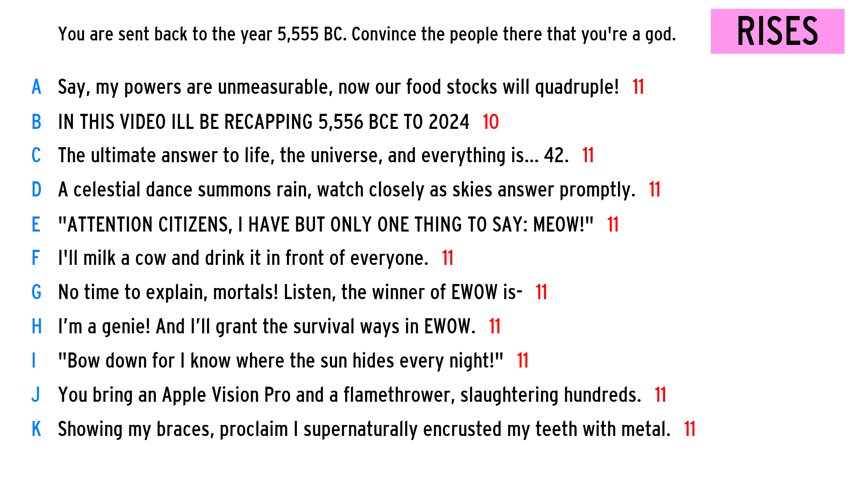 You are sent back to the year 5,555 BC. Convince the people there that you're a god.
RISES
A Say, my powers are unmeasurable, now our food stocks will quadruple! 11
B IN THIS VIDEO ILL BE RECAPPING 5,556 BCE TO 2024 10
C The ultimate answer to life, the universe, and everything is... 42. 11
D A celestial dance summons rain, watch closely as skies answer promptly. 11
E "ATTENTION CITIZENS, I HAVE BUT ONLY ONE THING TO SAY: MEOW!" 11
F I'll milk a cow and drink it in front of everyone. 11
G No time to explain, mortals! Listen, the winner of EWOW is- 11
H I’m a genie! And I’ll grant the survival ways in EWOW. 11
I "Bow down for I know where the sun hides every night!" 11
J You bring an Apple Vision Pro and a flamethrower, slaughtering hundreds. 11
K Showing my braces, proclaim I supernaturally encrusted my teeth with metal. 11